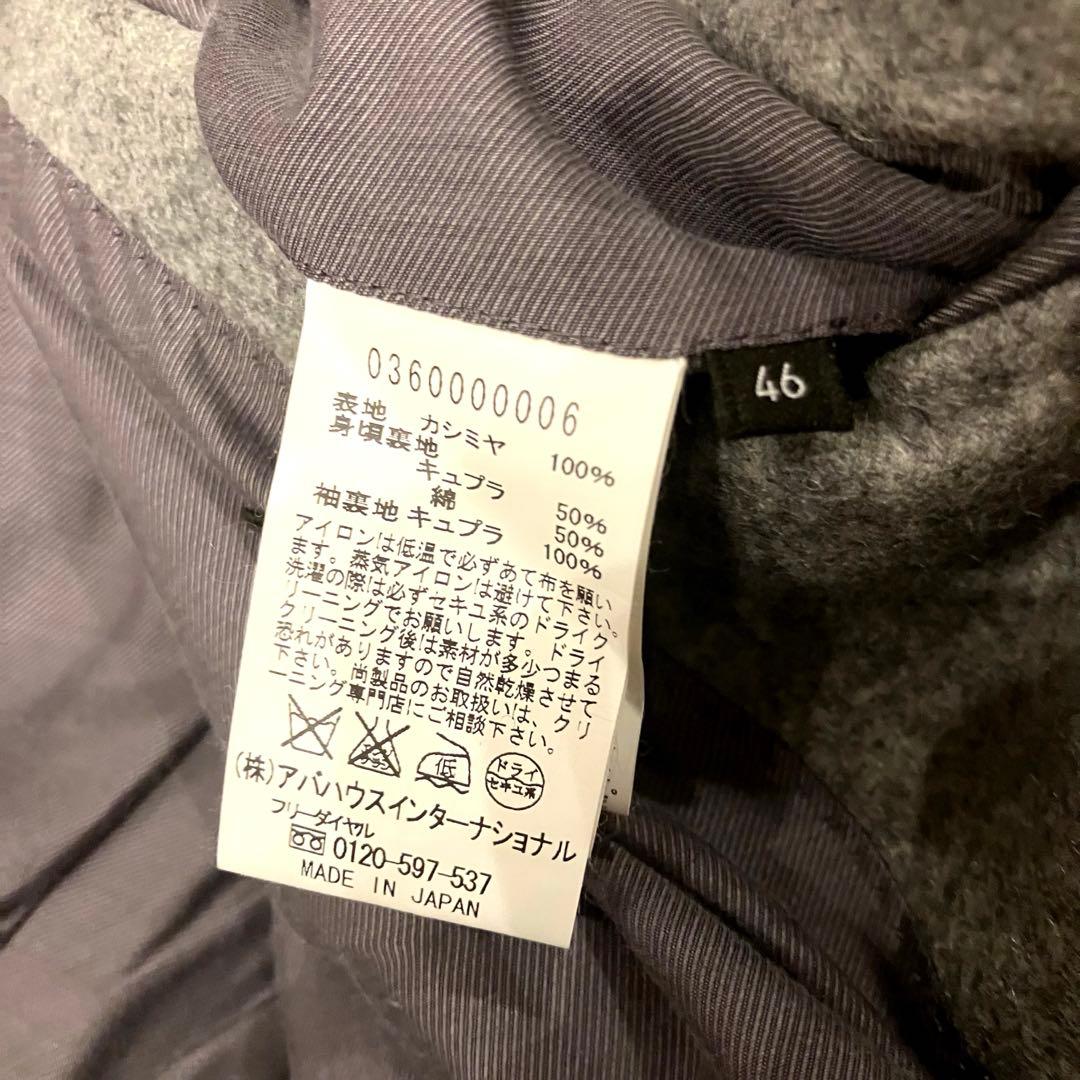 0360000006
表地 カシミヤ 100%
身頃裏地
キュプラ 50%
綿 50%
袖裏地 キュプラ 100%
アイロンは低温で必ずあて布を願い
ます。蒸気アイロンは避けて下さい。
洗濯の際は必ずセキユ系のドライク
リーニングでお願いします。ドライ
クリーニング後は素材が多少つまる
恐れがありますので自然乾燥させて
下さい。尚製品のお取扱いは、クリ
ーニング専門店にご相談下さい。
低
ドライ
セキユ系
(株)アバハウスインターナショナル
フリーダイヤル
0120-597-537
MADE IN JAPAN
46